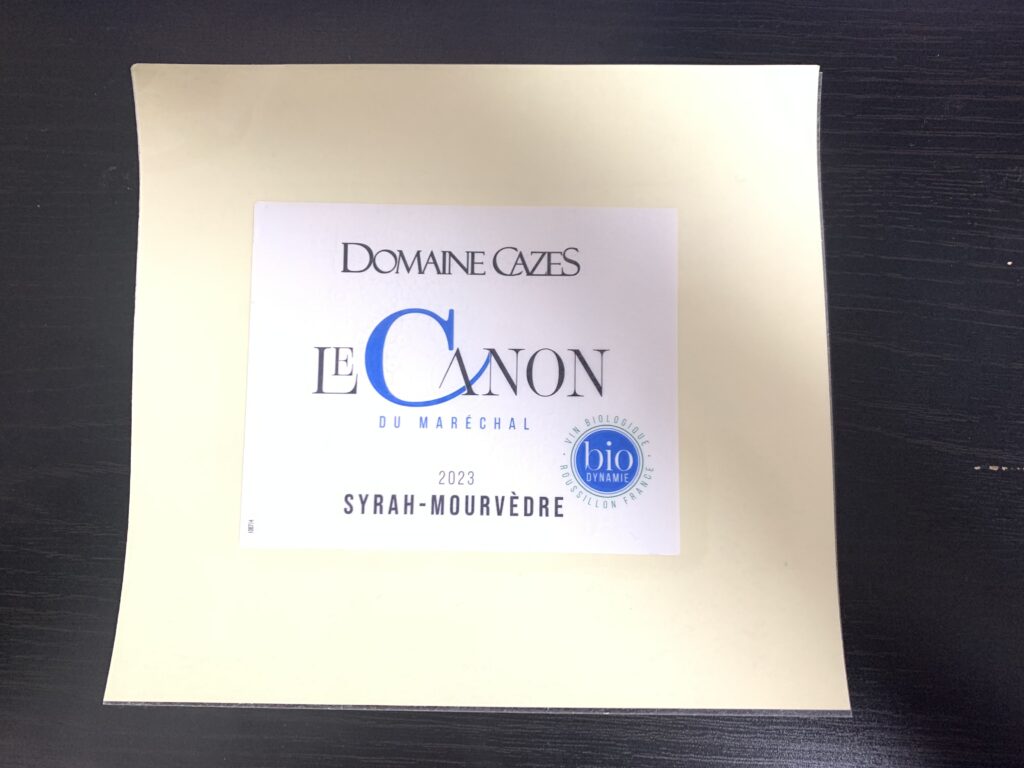 DOMAINE CAZES
LE CANON
DU MARÉCHAL
2023
SYRAH-MOURVÈDRE
VIN BIOLOGIQUE
bio
DYNAMIE
ROUSSILLON FRANCE